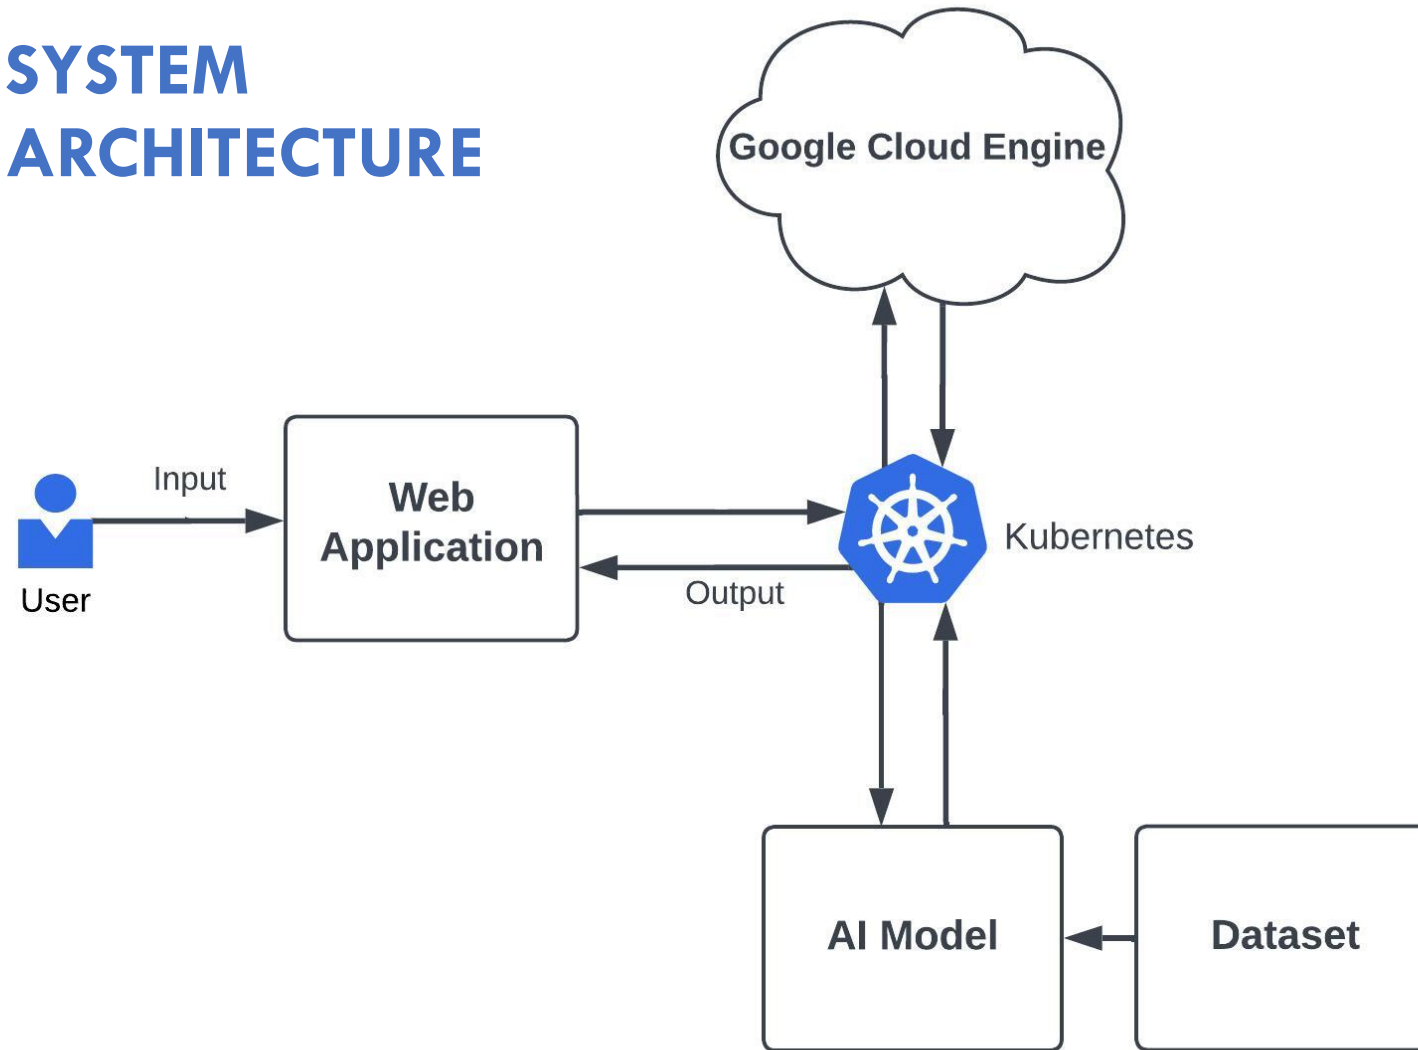 SYSTEM
ARCHITECTURE
Google Cloud Engine
Input
Web
Application
User
Output
Kubernetes
AI Model
Dataset